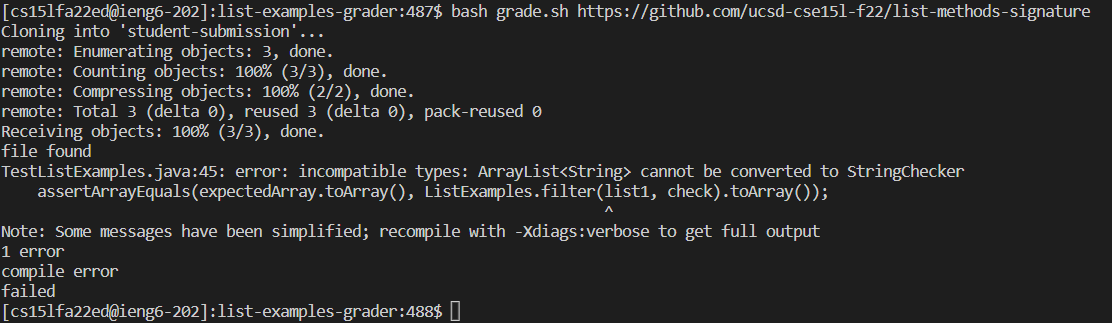 [cs15lfa22ed@ieng6-202]:list-examples-grader:487$ bash grade.sh https://github.com/ucsd-cse15l-f22/list-methods-signature
Cloning into 'student-submission'...
remote: Enumerating objects: 3, done.
remote: Counting objects: 100% (3/3), done.
remote: Compressing objects: 100% (2/2), done.
remote: Total 3 (delta 0), reused 3 (delta 0), pack-reused 0
Receiving objects: 100% (3/3), done.
file found
TestListExamples.java:45: error: incompatible types: ArrayList<String> cannot be converted to StringChecker
    assertArrayEquals(expectedArray.toArray(), ListExamples.filter(list1, check).toArray());
                                                                   ^
Note: Some messages have been simplified; recompile with -Xdiags:verbose to get full output
1 error
compile error
failed
[cs15lfa22ed@ieng6-202]:list-examples-grader:488$